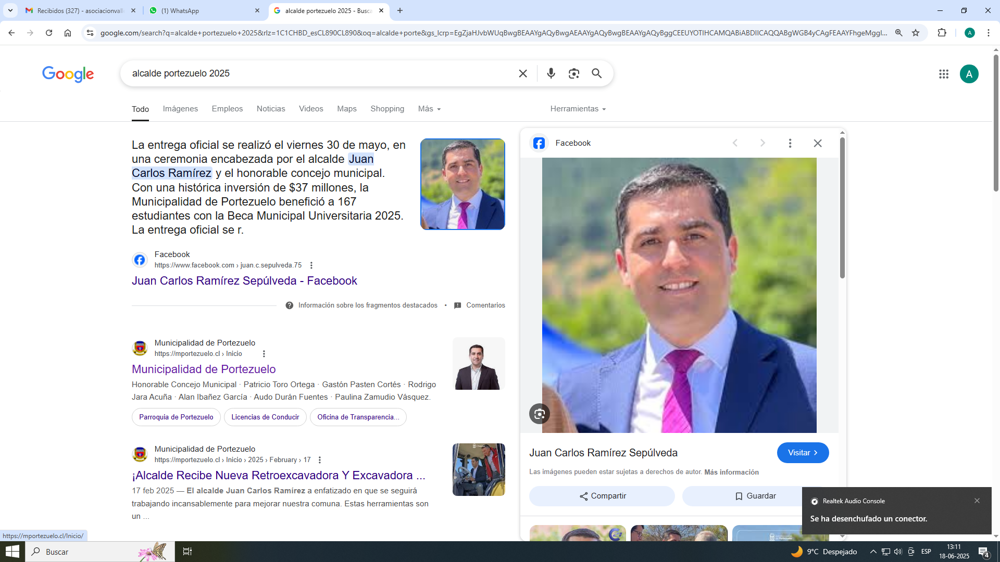 Recibidos (327) - asociacionvall
(1) WhatsApp
alcalde portezuelo 2025 - Busca
google.com/search?q=alcalde+portezuelo+2025&rlz=1C1CHBD_esCL890CL890&oq=alcalde+porte&gs_lcrp=EgZjaHJvbWUqBwgBEAAYgAQyBwgAEAAYgAQyBwgBEAAYgAQyBggCEEUYOTIHCAMQABiABDIICAQQABgWGB4yCAgFEAAYFhgeMggI...
A
Google
alcalde portezuelo 2025
A
Todo
Imágenes
Empleos
Noticias
Videos
Maps
Shopping
Más
Herramientas
La entrega oficial se realizó el viernes 30 de mayo, en
una ceremonia encabezada por el alcalde Juan
Carlos Ramírez y el honorable concejo municipal.
Con una histórica inversión de $37 millones, la
Municipalidad de Portezuelo benefició a 167
estudiantes con la Beca Municipal Universitaria 2025.
La entrega oficial se r.
Facebook
https://www.facebook.com › juan.c.sepulveda.75
Juan Carlos Ramírez Sepúlveda - Facebook
Información sobre los fragmentos destacados • Comentarios
Municipalidad de Portezuelo
https://mportezuelo.cl › Inicio
Municipalidad de Portezuelo
Honorable Concejo Municipal · Patricio Toro Ortega · Gastón Pasten Cortés · Rodrigo
Jara Acuña · Alan Ibañez García · Audo Durán Fuentes · Paulina Zamudio Vásquez.
Parroquia de Portezuelo
Licencias de Conducir
Oficina de Transparencia...
Municipalidad de Portezuelo
https://mportezuelo.cl › Inicio › 2025 › February › 17
¡Alcalde Recibe Nueva Retroexcavadora Y Excavadora ...
17 feb 2025 — El alcalde Juan Carlos Ramírez a enfatizado en que se seguirá
trabajando incansablemente para mejorar nuestra comuna. Estas herramientas son
un ...
Facebook
Juan Carlos Ramírez Sepúlveda
Visitar
Las imágenes pueden estar sujetas a derechos de autor. Más información
Compartir
Guardar
Realtek Audio Console
Se ha desenchufado un conector.
https://mportezuelo.cl/Inicio/
Buscar
9°C Despejado
ESP
13:11
18-06-2025
4